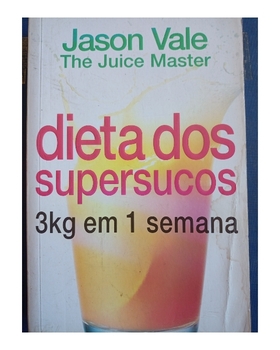 Jason Vale
The Juice Master
dieta dos
supersucos
3kg em 1 semana